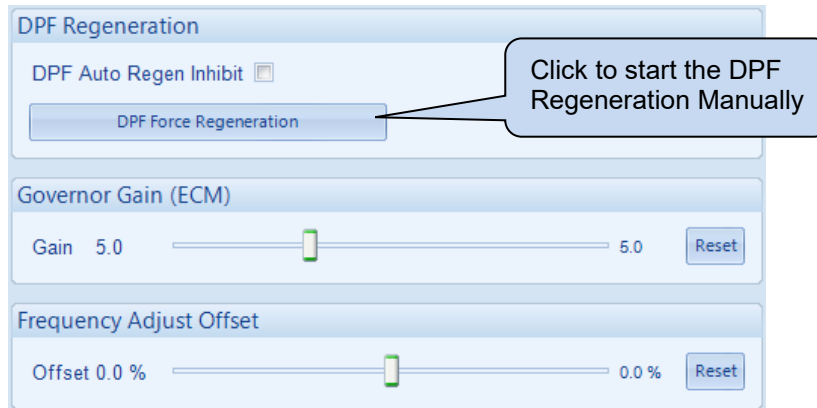 DPF Regeneration
DPF Auto Regen Inhibit
Click to start the DPF
Regeneration Manually
DPF Force Regeneration
Governor Gain (ECM)
Gain 5.0 5.0 Reset
Frequency Adjust Offset
Offset 0.0 % 0.0 % Reset